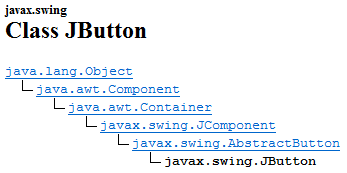 javax.swing
Class JButton
java.lang.Object
java.awt.Component
java.awt.Container
javax.swing.JComponent
javax.swing.AbstractButton
javax.swing.JButton